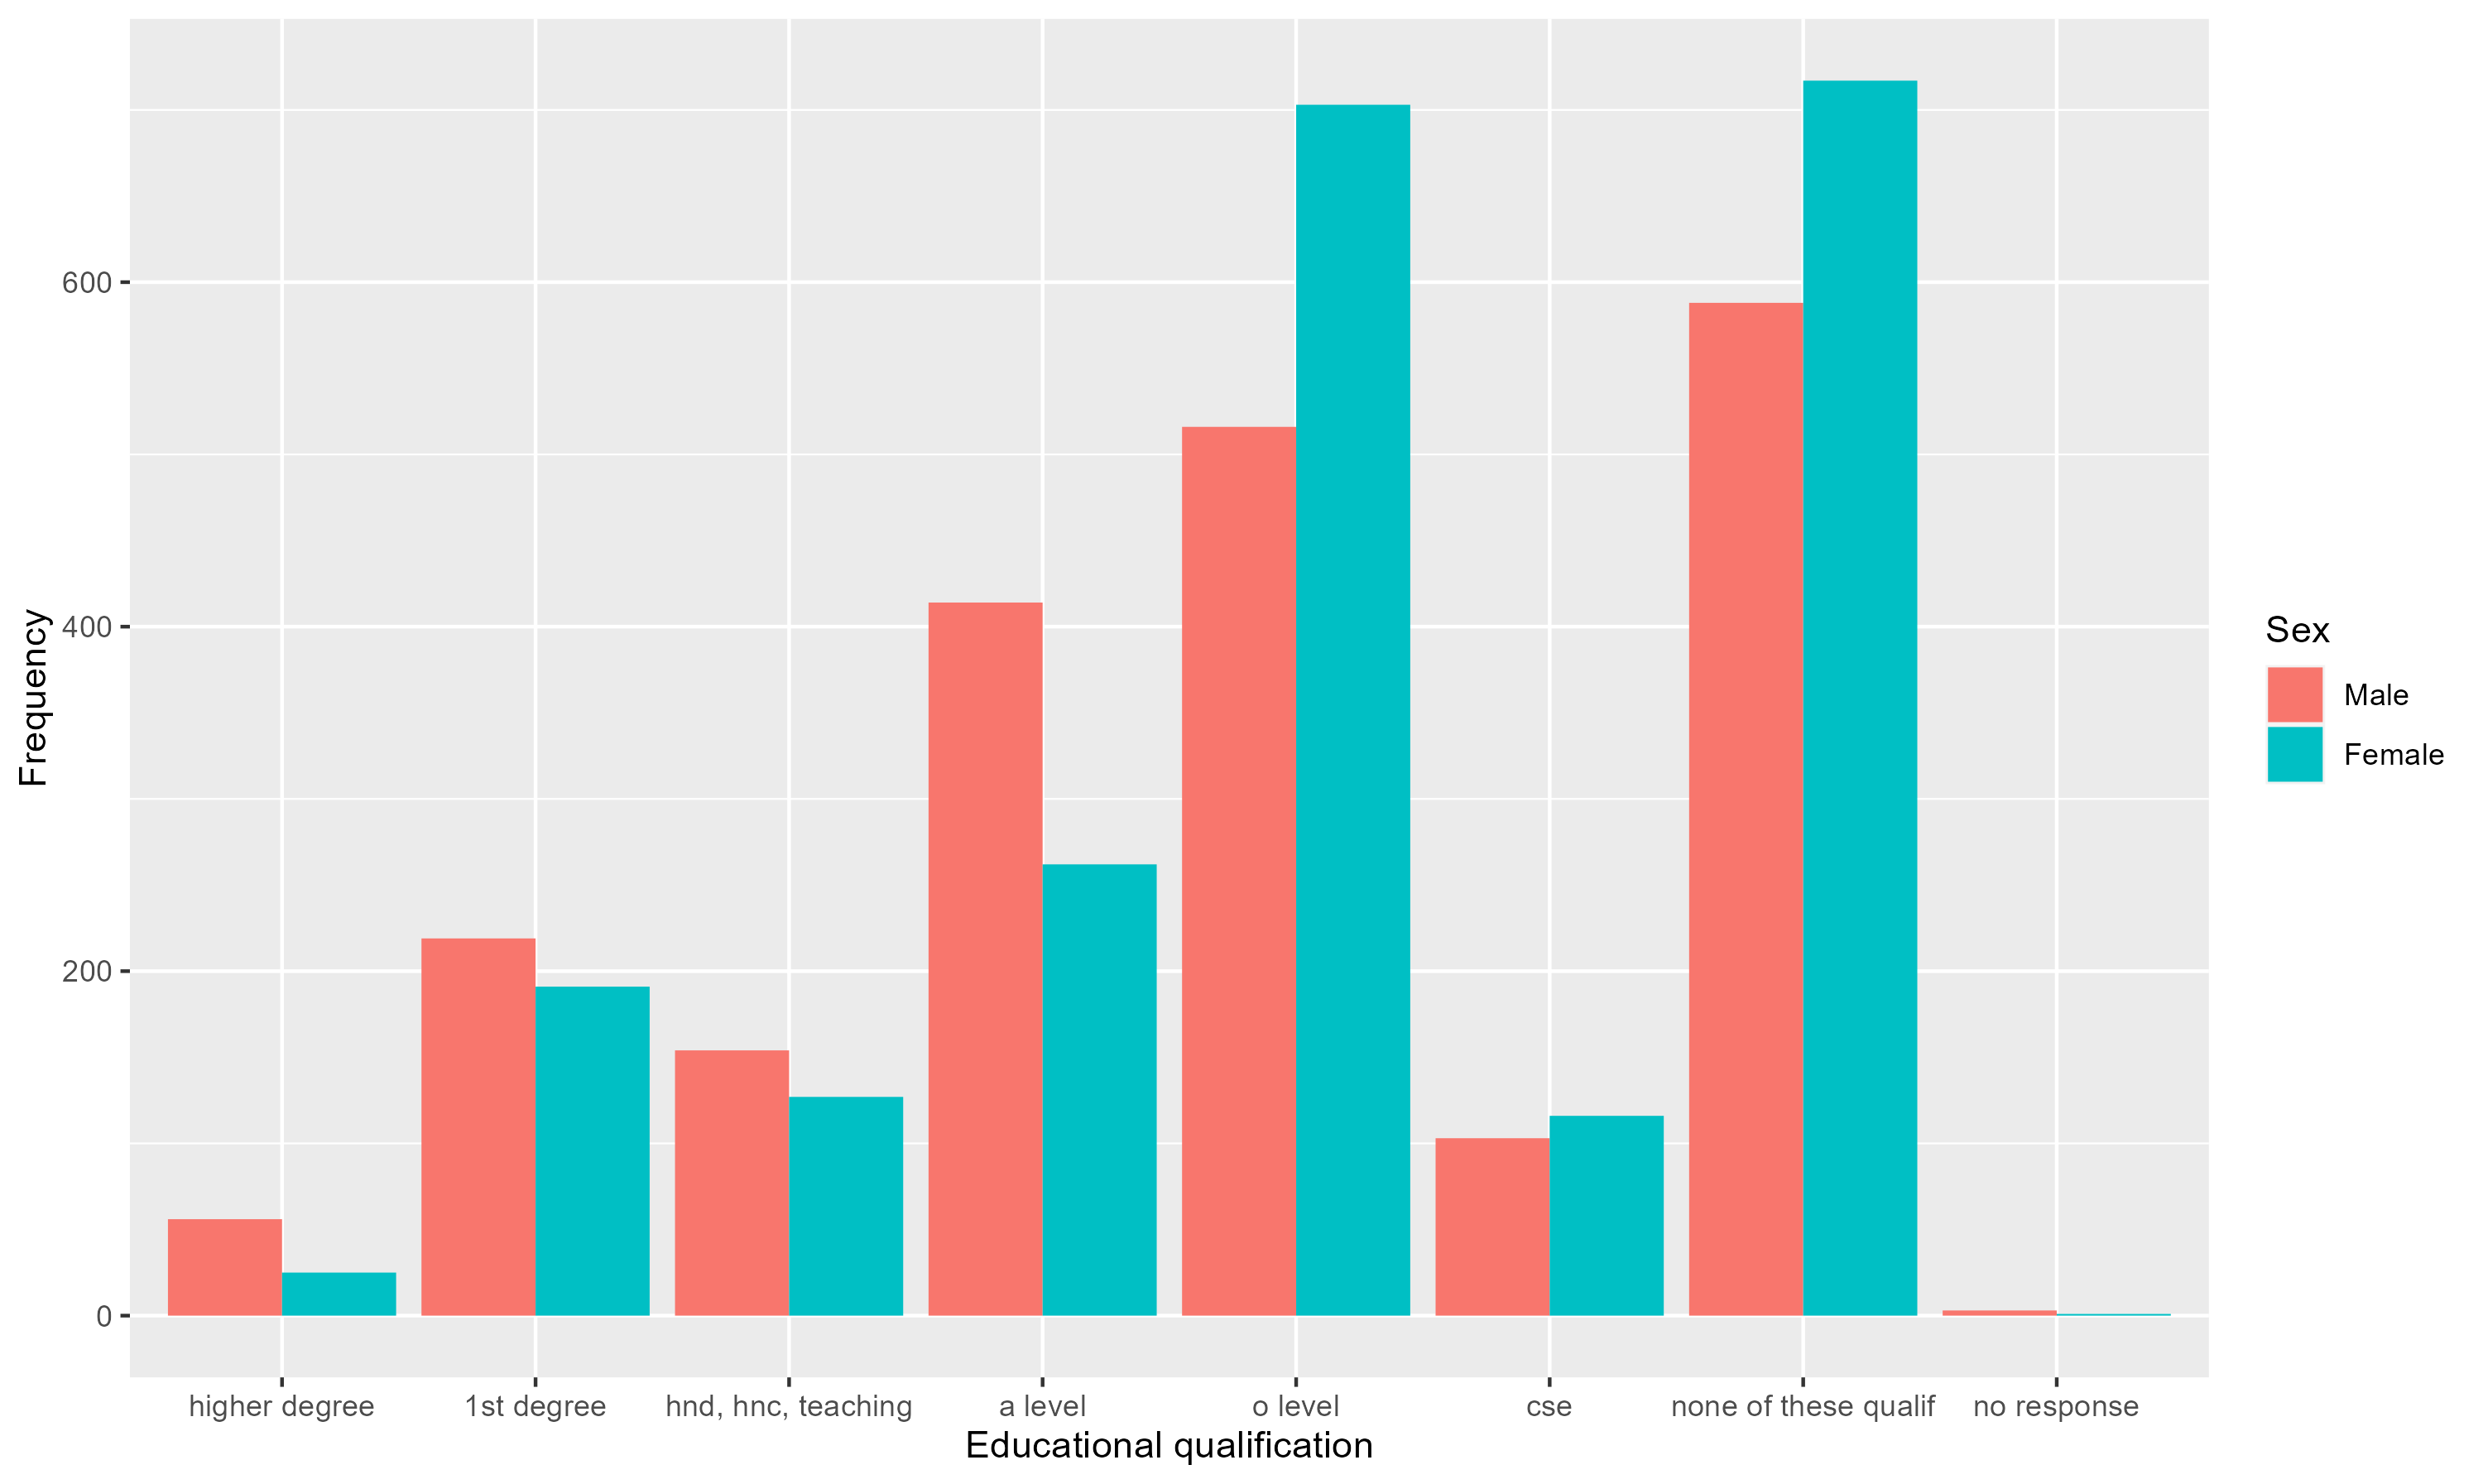 600
400
200
0
Frequency
higher degree
1st degree
hnd, hnc, teaching
a level
o level
cse
none of these qualif
no response
Educational qualification
Sex
Male
Female